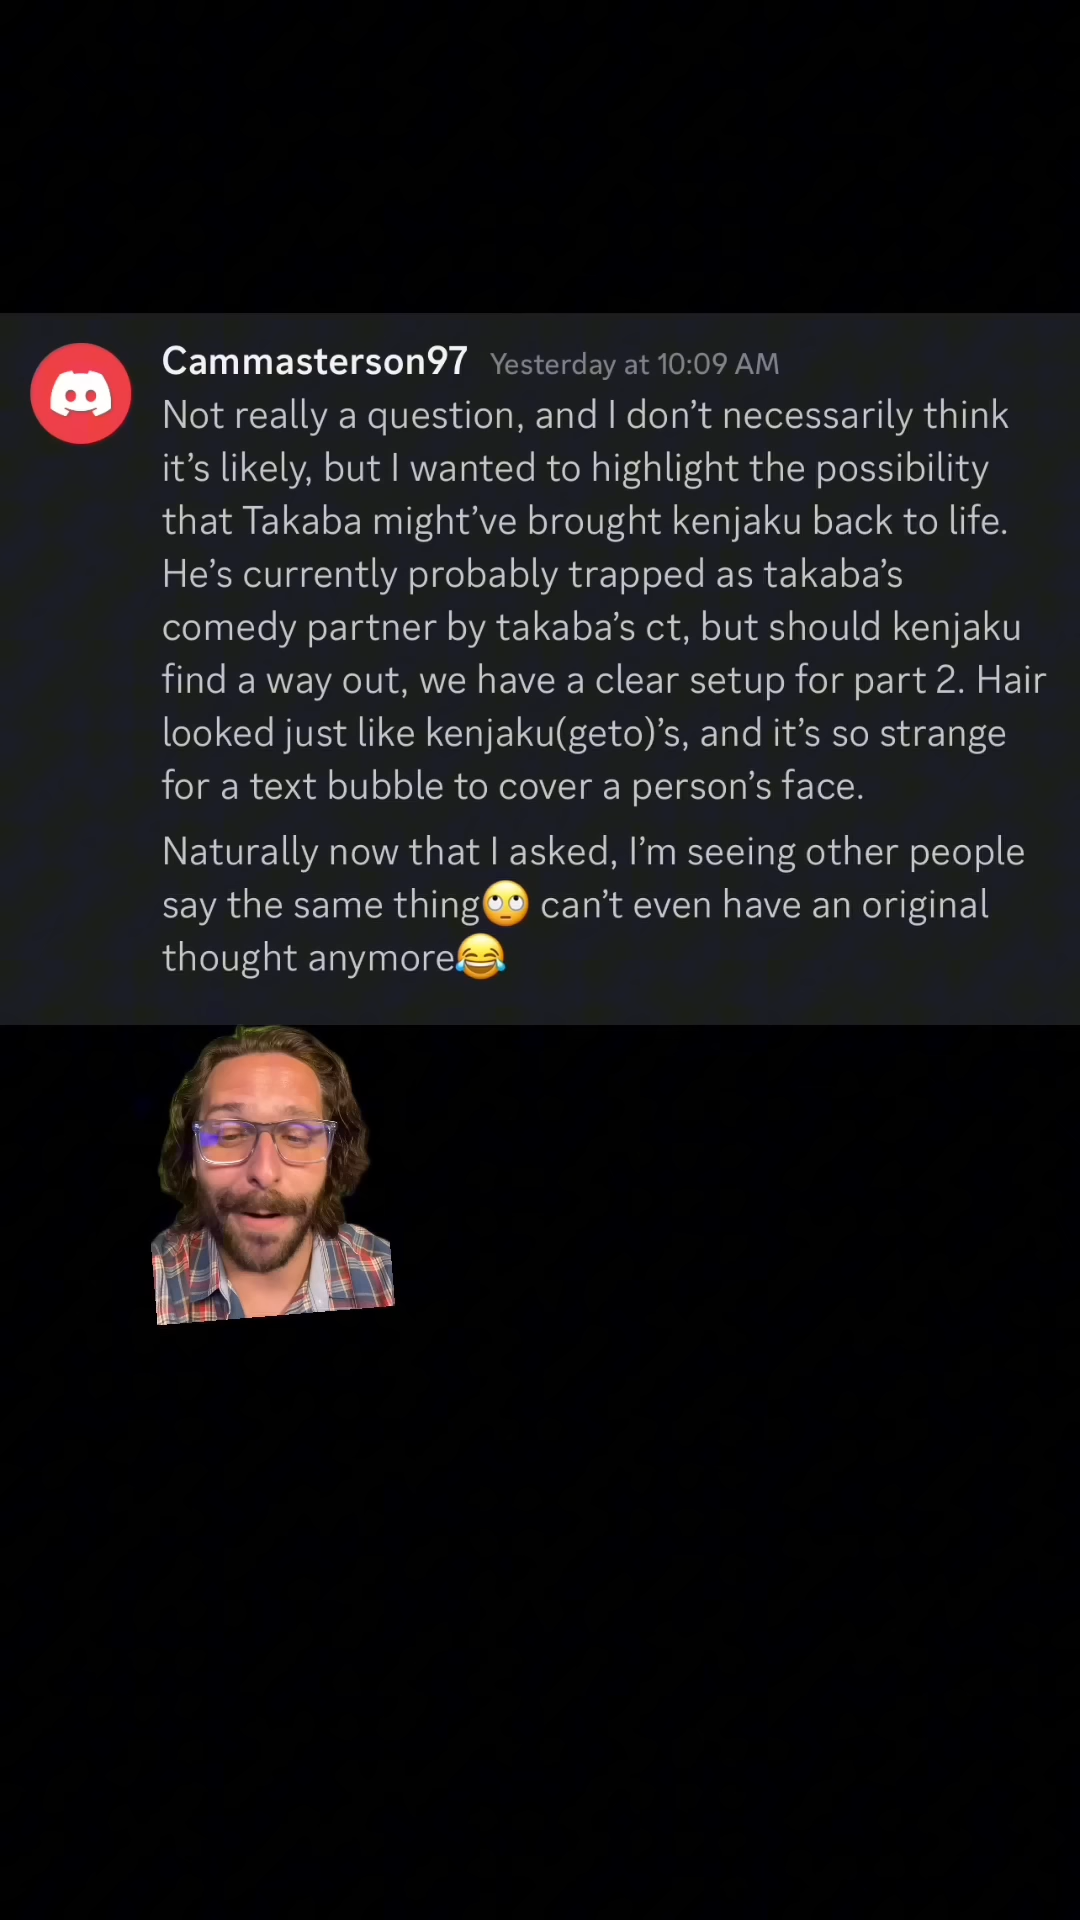 Cammasterson97 Yesterday at 10:09 AM
Not really a question, and I don't necessarily think
it's likely, but I wanted to highlight the possibility
that Takaba might've brought kenjaku back to life.
He's currently probably trapped as takaba's
comedy partner by takaba's ct, but should kenjaku
find a way out, we have a clear setup for part 2. Hair
looked just like kenjaku(geto)'s, and it's so strange
for a text bubble to cover a person's face.
Naturally now that I asked, I'm seeing other people
say the same thing🙄 can't even have an original
thought anymore😂